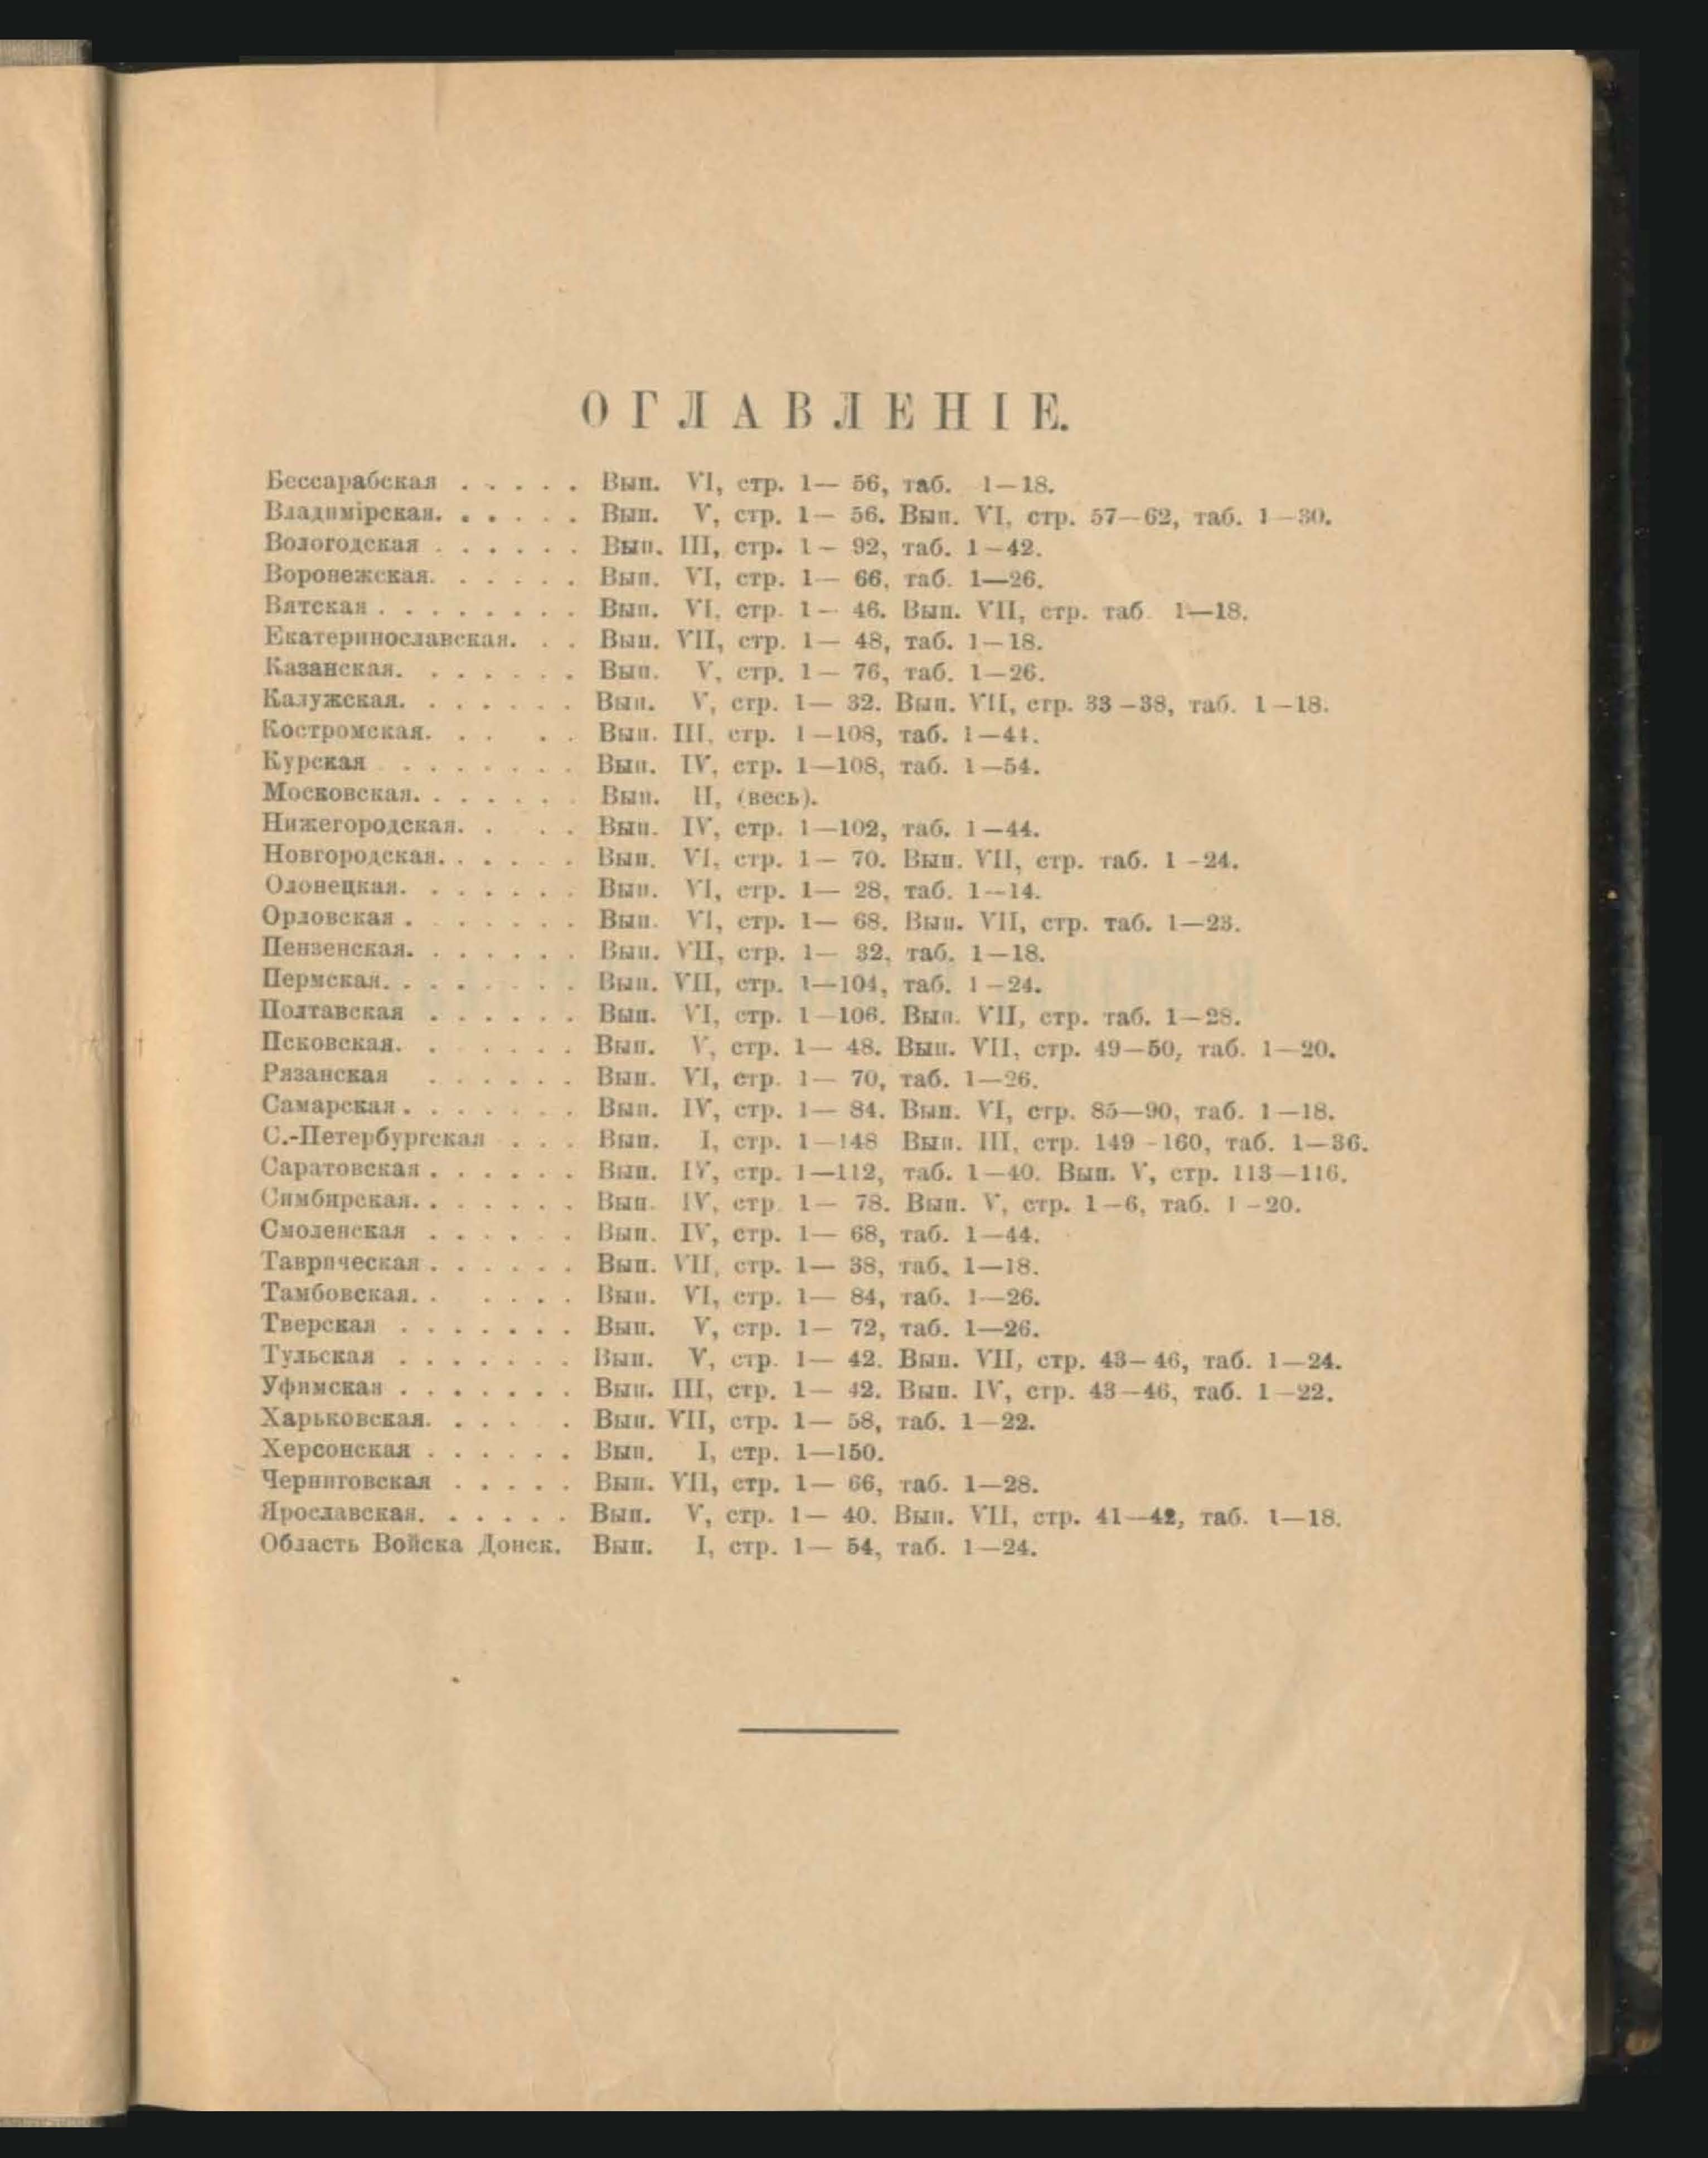 ОГЛАВЛЕНІЕ.
Бессарабская . . . . . Вып. VI, стр. 1— 56, таб. 1—18.
Владимірская. . . . . . Вып. V, стр. 1— 56. Вып. VI, стр. 57—62, таб. 1—30.
Вологодская . . . . . . Вып. III, стр. 1— 92, таб. 1—42.
Воронежская. . . . . . Вып. VI, стр. 1— 66, таб. 1—26.
Вятская . . . . . . . . Вып. VI, стр. 1— 46. Вып. VII, стр. таб. 1—18.
Екатеринославская. . . Вып. VII, стр. 1— 48, таб. 1—18.
Казанская. . . . . . . Вып. V, стр. 1— 76, таб. 1—26.
Калужская. . . . . . . Вып. V, стр. 1— 32. Вып. VII, стр. 33—38, таб. 1—18.
Костромская. . . . . Вып. III, стр. 1—108, таб. 1—44.
Курская . . . . . . . Вып. IV, стр. 1—108, таб. 1—54.
Московская. . . . . . . Вып. II, (весь).
Нижегородская. . . . Вып. IV, стр. 1—102, таб. 1—44.
Новгородская. . . . . . Вып. VI, стр. 1— 70. Вып. VII, стр. таб. 1—24.
Олонецкая. . . . . . . Вып. VI, стр. 1— 28, таб. 1—14.
Орловская . . . . . . . Вып. VI, стр. 1— 68. Вып. VII, стр. таб. 1—23.
Пензенская. . . . . . . Вып. VII, стр. 1— 32, таб. 1—18.
Пермская. . . . . . . . Вып. VII, стр. 1—104, таб. 1—24.
Полтавская . . . . . . Вып. VI, стр. 1—106. Вып. VII, стр. таб. 1—28.
Псковская. . . . . . . Вып. V, стр. 1— 48. Вып. VII, стр. 49—50, таб. 1—20.
Рязанская . . . . . . Вып. VI, стр. 1— 70, таб. 1—26.
Самарская . . . . . . . Вып. IV, стр. 1— 84. Вып. VI, стр. 85—90, таб. 1—18.
С.-Петербургская . . . Вып. I, стр. 1—148 Вып. III, стр. 149—160, таб. 1—36.
Саратовская . . . . . . Вып. IV, стр. 1—112, таб. 1—40. Вып. V, стр. 113—116.
Симбирская. . . . . . . Вып. IV, стр. 1— 78. Вып. V, стр. 1—6, таб. 1—20.
Смоленская . . . . . . Вып. IV, стр. 1— 68, таб. 1—44.
Таврическая . . . . . . Вып. VII, стр. 1— 38, таб. 1—18.
Тамбовская. . . . . . Вып. VI, стр. 1— 84, таб. 1—26.
Тверская . . . . . . . Вып. V, стр. 1— 72, таб. 1—26.
Тульская . . . . . . . Вып. V, стр. 1— 42. Вып. VII, стр. 43—46, таб. 1—24.
Уфимская . . . . . . . Вып. III, стр. 1— 42. Вып. IV, стр. 43—46, таб. 1—22.
Харьковская. . . . . . Вып. VII, стр. 1— 58, таб. 1—22.
Херсонская . . . . . . Вып. I, стр. 1—150.
Черниговская . . . . . Вып. VII, стр. 1— 66, таб. 1—28.
Ярославская. . . . . . Вып. V, стр. 1— 40. Вып. VII, стр. 41—42, таб. 1—18.
Область Войска Донск. Вып. I, стр. 1— 54, таб. 1—24.